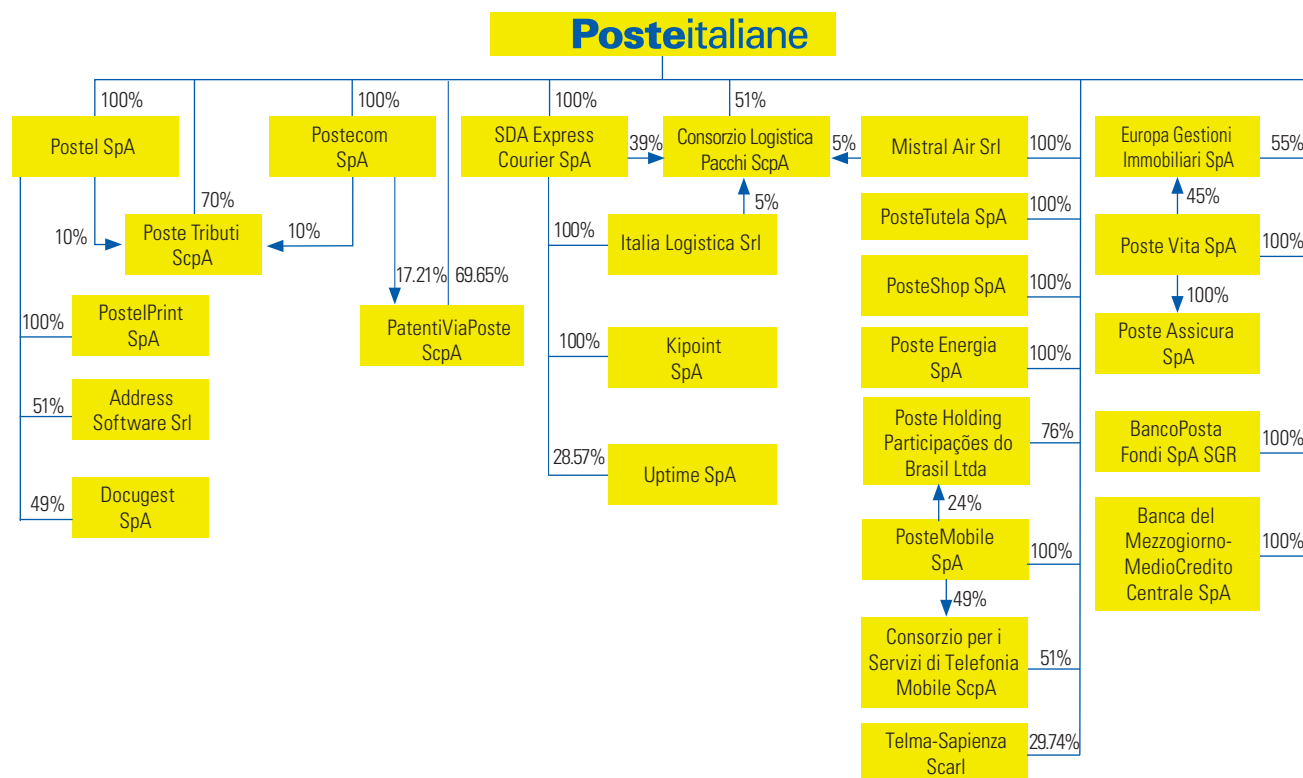 Posteitaliane
100%
100%
100%
51%
Postel SpA
Postecom
SpA
SDA Express
Courier SpA
39%
Consorzio Logistica
Pacchi ScpA
5%
Mistral Air Srl
100%
Europa Gestioni
Immobiliari SpA
55%
70%
10%
Poste Tributi
ScpA
10%
5%
100%
Italia Logistica Srl
PosteTutela SpA
100%
45%
Poste Vita SpA
100%
17.21%
69.65%
PosteShop SpA
100%
100%
100%
PostelPrint
SpA
PatentiViaPoste
ScpA
100%
Kipoint
SpA
Poste Energia
SpA
100%
Poste Assicura
SpA
51%
Address
Software Srl
Poste Holding
Participações do
Brasil Ltda
76%
BancoPosta
Fondi SpA SGR
100%
28.57%
Uptime SpA
49%
Docugest
SpA
24%
PosteMobile
SpA
100%
Banca del
Mezzogiorno-
MedioCredito
Centrale SpA
100%
49%
Consorzio per i
Servizi di Telefonia
Mobile ScpA
51%
Telma-Sapienza
Scarl
29.74%